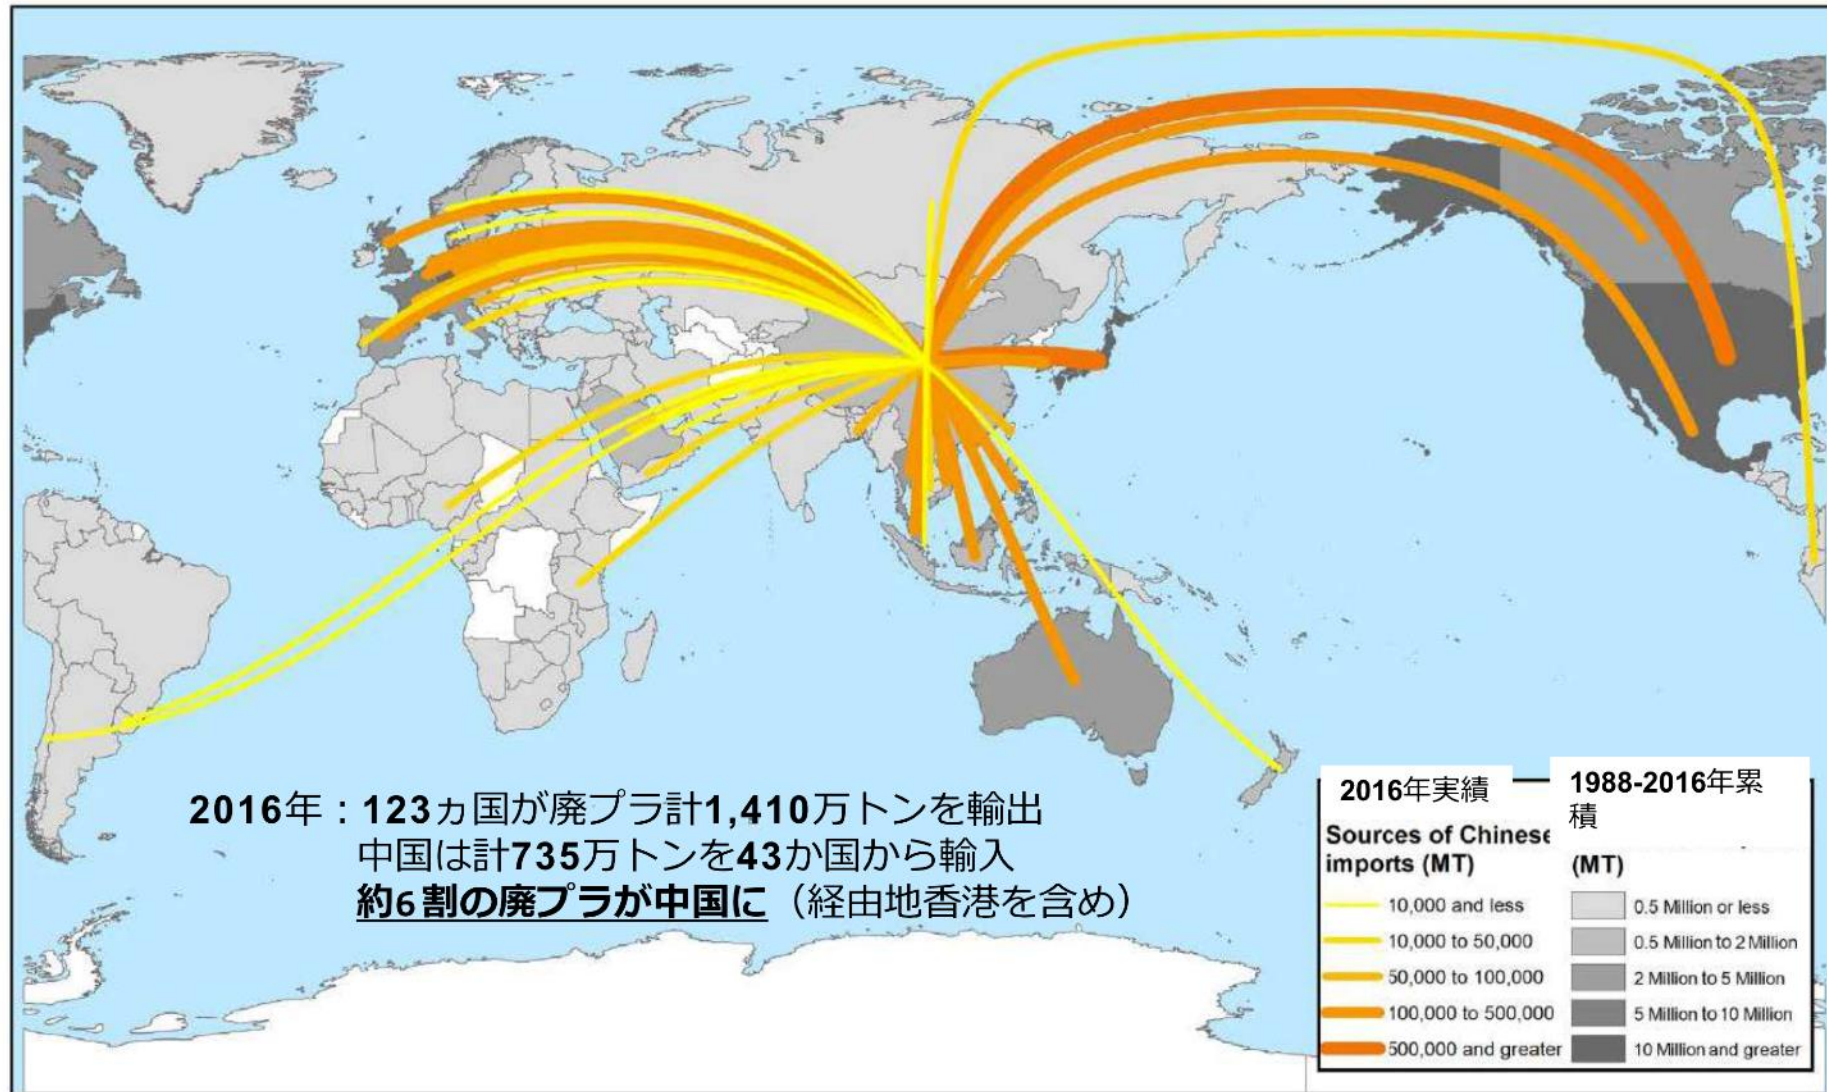 2016年：123ヵ国が廃プラ計1,410万トンを輸出
中国は計735万トンを43か国から輸入
約6割の廃プラが中国に（経由地香港を含め）
2016年実績
Sources of Chinese
imports (MT)
10,000 and less
10,000 to 50,000
50,000 to 100,000
100,000 to 500,000
500,000 and greater
1988-2016年累
積
(MT)
0.5 Million or less
0.5 Million to 2 Million
2 Million to 5 Million
5 Million to 10 Million
10 Million and greater